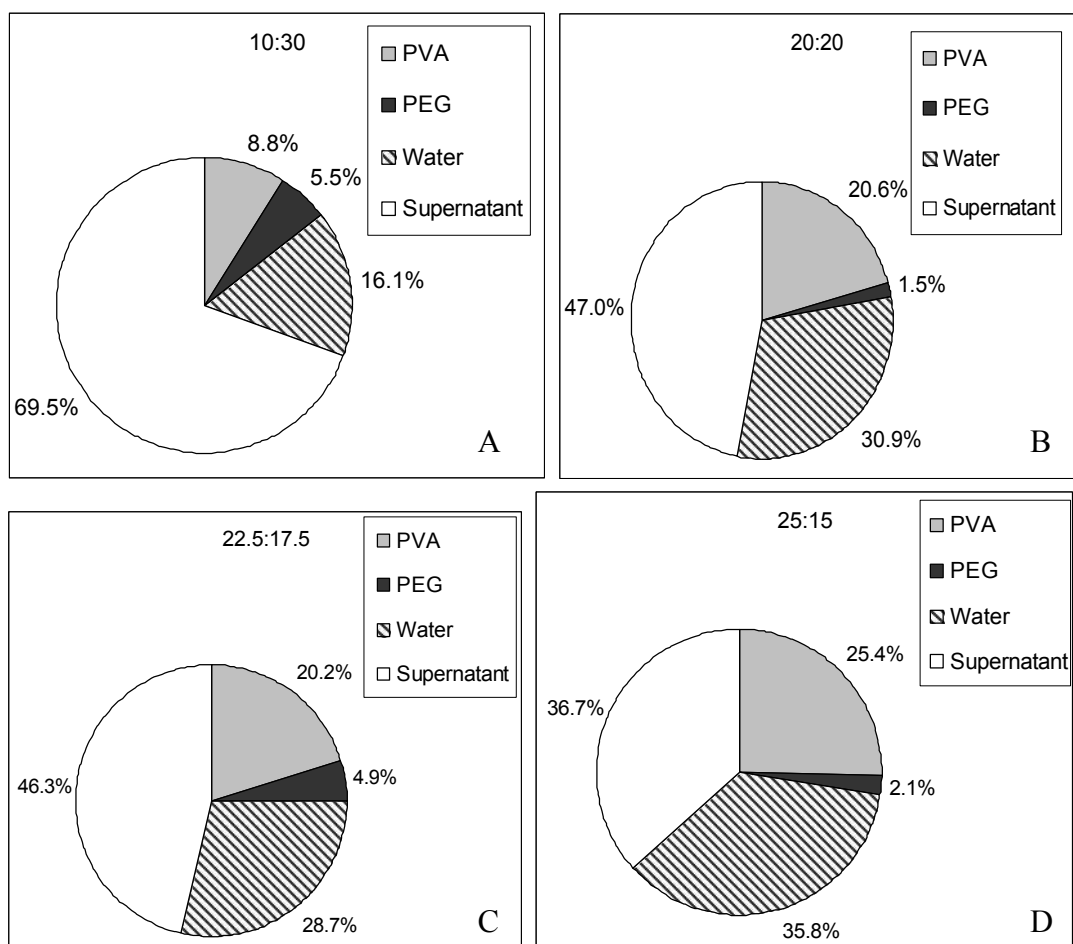 10:30
PVA
PEG
Water
Supernatant
8.8%
5.5%
16.1%
69.5%
A
20:20
PVA
PEG
Water
Supernatant
20.6%
1.5%
47.0%
30.9%
B
22.5:17.5
PVA
PEG
Water
Supernatant
20.2%
4.9%
46.3%
28.7%
C
25:15
PVA
PEG
Water
Supernatant
25.4%
36.7%
2.1%
35.8%
D